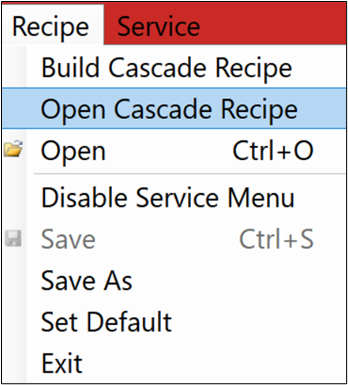 Recipe Service
Build Cascade Recipe
Open Cascade Recipe
Open Ctrl+O
Disable Service Menu
Save Ctrl+S
Save As
Set Default
Exit